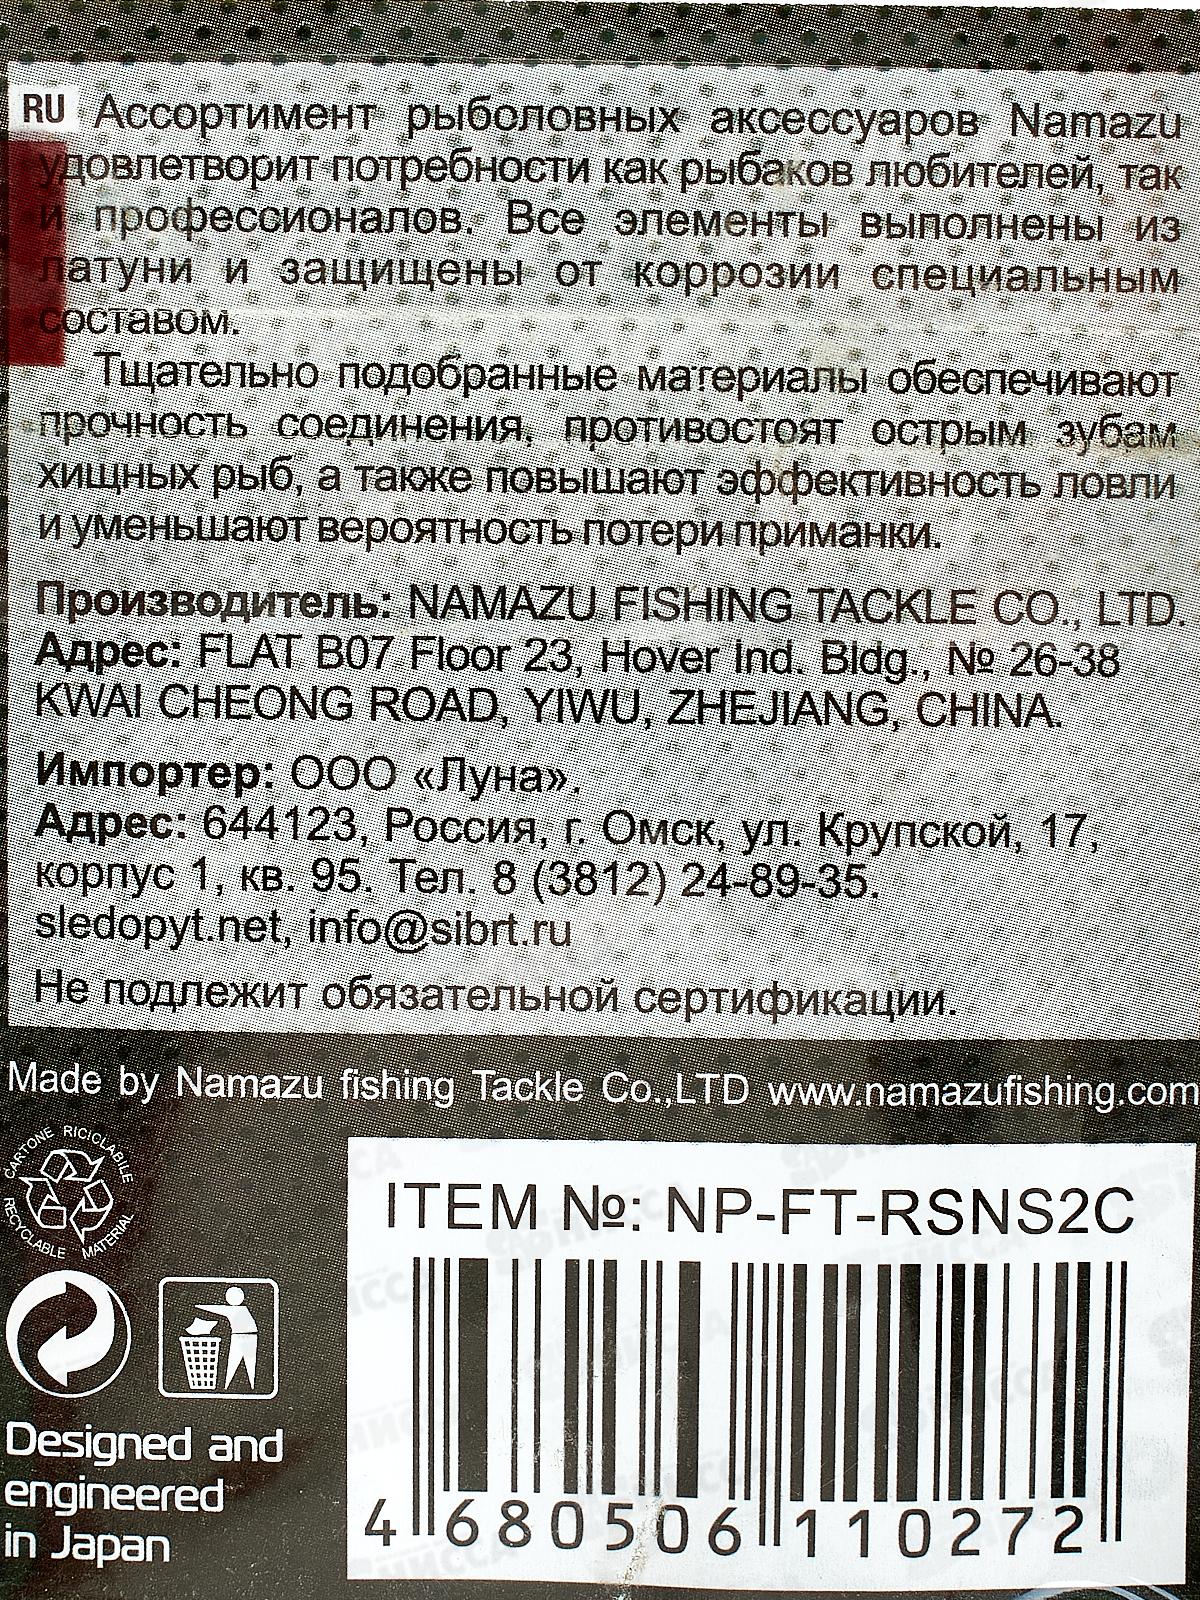 RU Ассортимент рыболовных аксессуаров Namazu
удовлетворит потребности как рыбаков любителей, так
и профессионалов. Все элементы выполнены из
латуни и защищены от коррозии специальным
составом.
Тщательно подобранные материалы обеспечивают
прочность соединения, противостоят острым зубам
хищных рыб, а также повышают эффективность ловли
и уменьшают вероятность потери приманки.
Производитель: NAMAZU FISHING TACKLE CO., LTD.
Адрес: FLAT B07 Floor 23, Hover Ind. Bldg., № 26-38
KWAI CHEONG ROAD, YIWU, ZHEJIANG, CHINA.
Импортер: ООО «Луна».
Адрес: 644123, Россия, г. Омск, ул. Крупской, 17,
корпус 1, кв. 95. Тел. 8 (3812) 24-89-35.
sledopyt.net, info@sibrt.ru
Не подлежит обязательной сертификации.
Made by Namazu fishing Tackle Co.,LTD www.namazufishing.com
CARTONE RICICLABILE
RECYCLABLE MATERIAL
ITEM №: NP-FT-RSNS2C
4 680506 110272
Designed and
engineered
in Japan